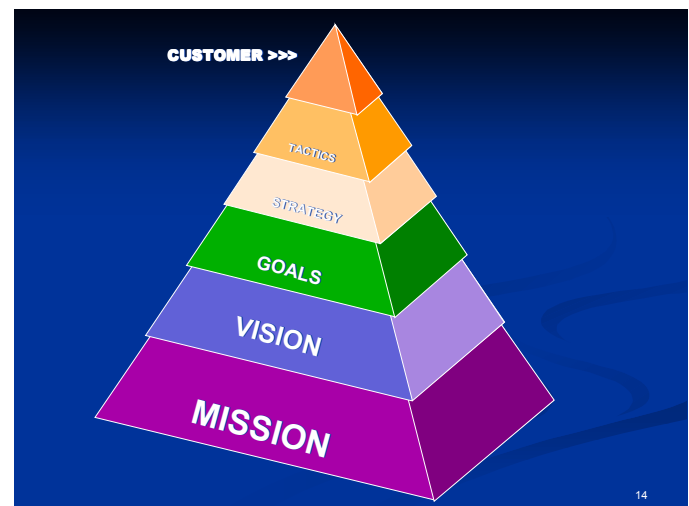 CUSTOMER >>>
TACTICS
STRATEGY
GOALS
VISION
MISSION
14